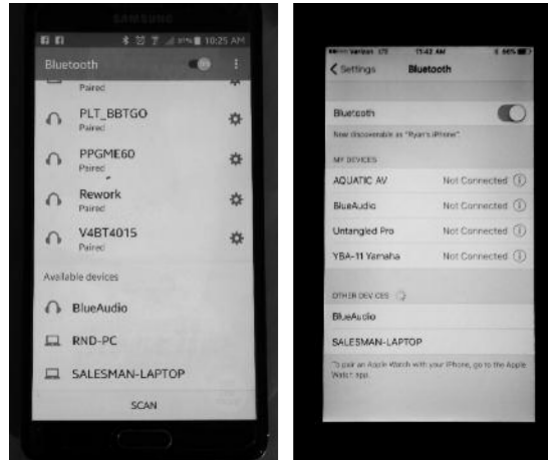 SAMSUNG
10:25 AM
Bluetooth
Paired
PLT_BBTGO
Paired
PPGME60
Paired
Rework
Paired
V4BT4015
Paired
Available devices
BlueAudio
RND-PC
SALESMAN-LAPTOP
SCAN
Verizon LTE 11:42 AM 66%
Settings Bluetooth
Bluetooth
Now discoverable as "Ryan's iPhone".
MY DEVICES
AQUATIC AV Not Connected
BlueAudio Not Connected
Untangled Pro Not Connected
YBA-11 Yamaha Not Connected
OTHER DEVICES
BlueAudio
SALESMAN-LAPTOP
To pair an Apple Watch with your iPhone, go to the Apple
Watch app.